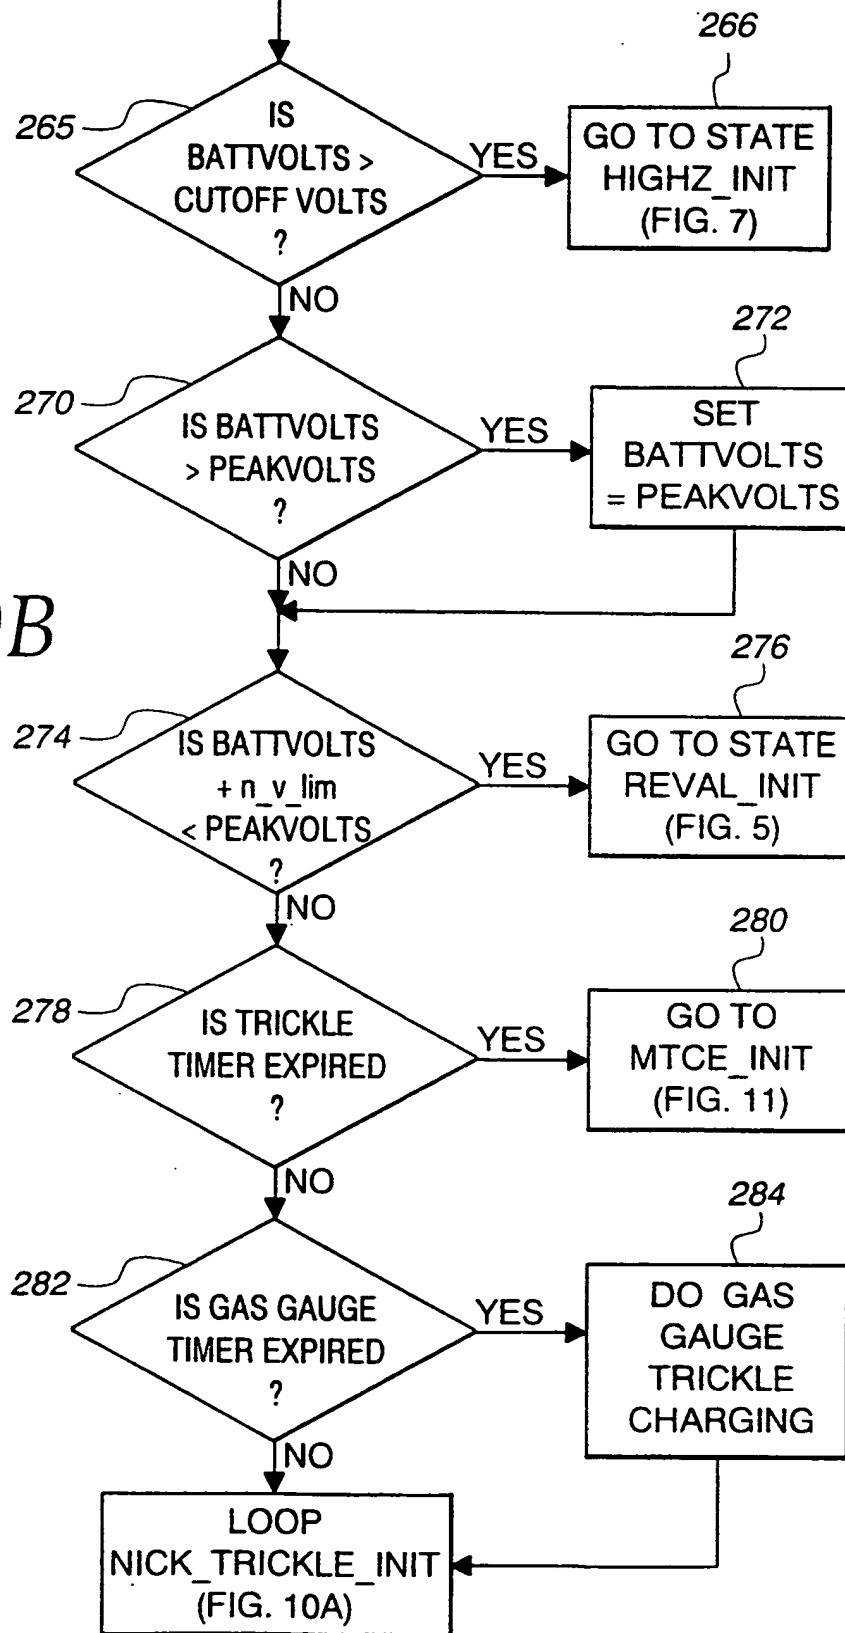 266
265
IS
BATTVOLTS >
CUTOFF VOLTS
?
YES
GO TO STATE
HIGHZ_INIT
(FIG. 7)
NO
272
270
IS BATTVOLTS
> PEAKVOLTS
?
YES
SET
BATTVOLTS
= PEAKVOLTS
NO
B
276
274
IS BATTVOLTS
+ n_v_lim
< PEAKVOLTS
?
YES
GO TO STATE
REVAL_INIT
(FIG. 5)
NO
280
278
IS TRICKLE
TIMER EXPIRED
?
YES
GO TO
MTCE_INIT
(FIG. 11)
NO
284
282
IS GAS GAUGE
TIMER EXPIRED
?
YES
DO GAS
GAUGE
TRICKLE
CHARGING
NO
LOOP
NICK_TRICKLE_INIT
(FIG. 10A)